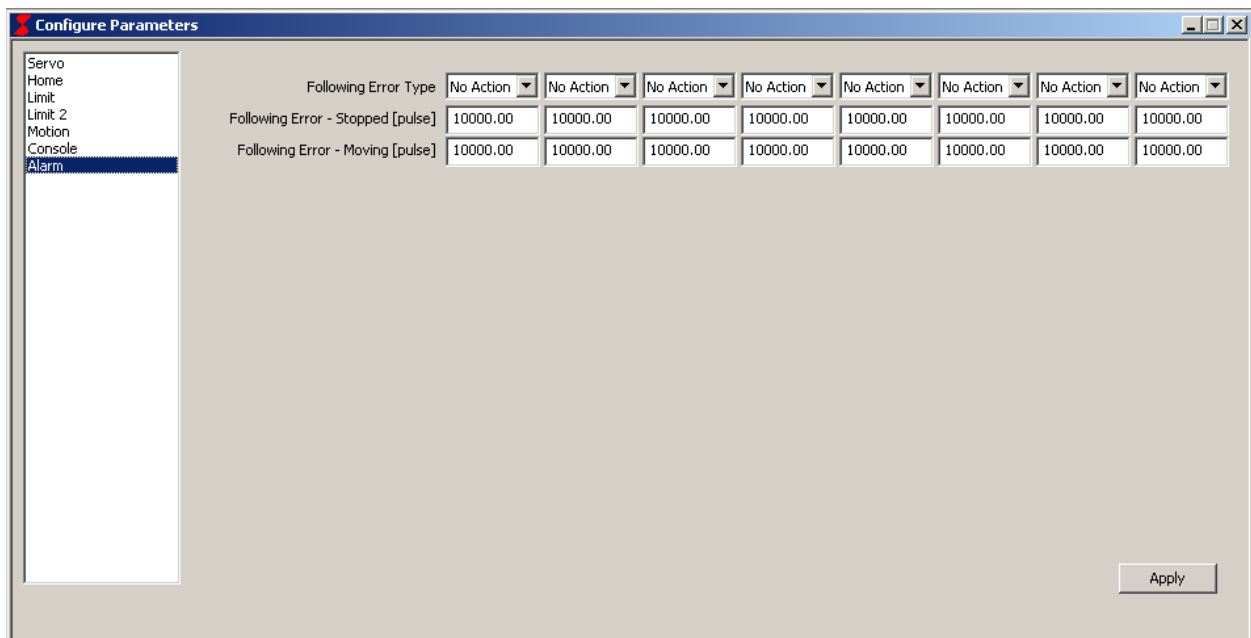 Configure Parameters
Servo
Home
Limit
Limit 2
Motion
Console
Alarm
Following Error Type No Action No Action No Action No Action No Action No Action No Action No Action
Following Error - Stopped [pulse] 10000.00 10000.00 10000.00 10000.00 10000.00 10000.00 10000.00 10000.00
Following Error - Moving [pulse] 10000.00 10000.00 10000.00 10000.00 10000.00 10000.00 10000.00 10000.00
Apply